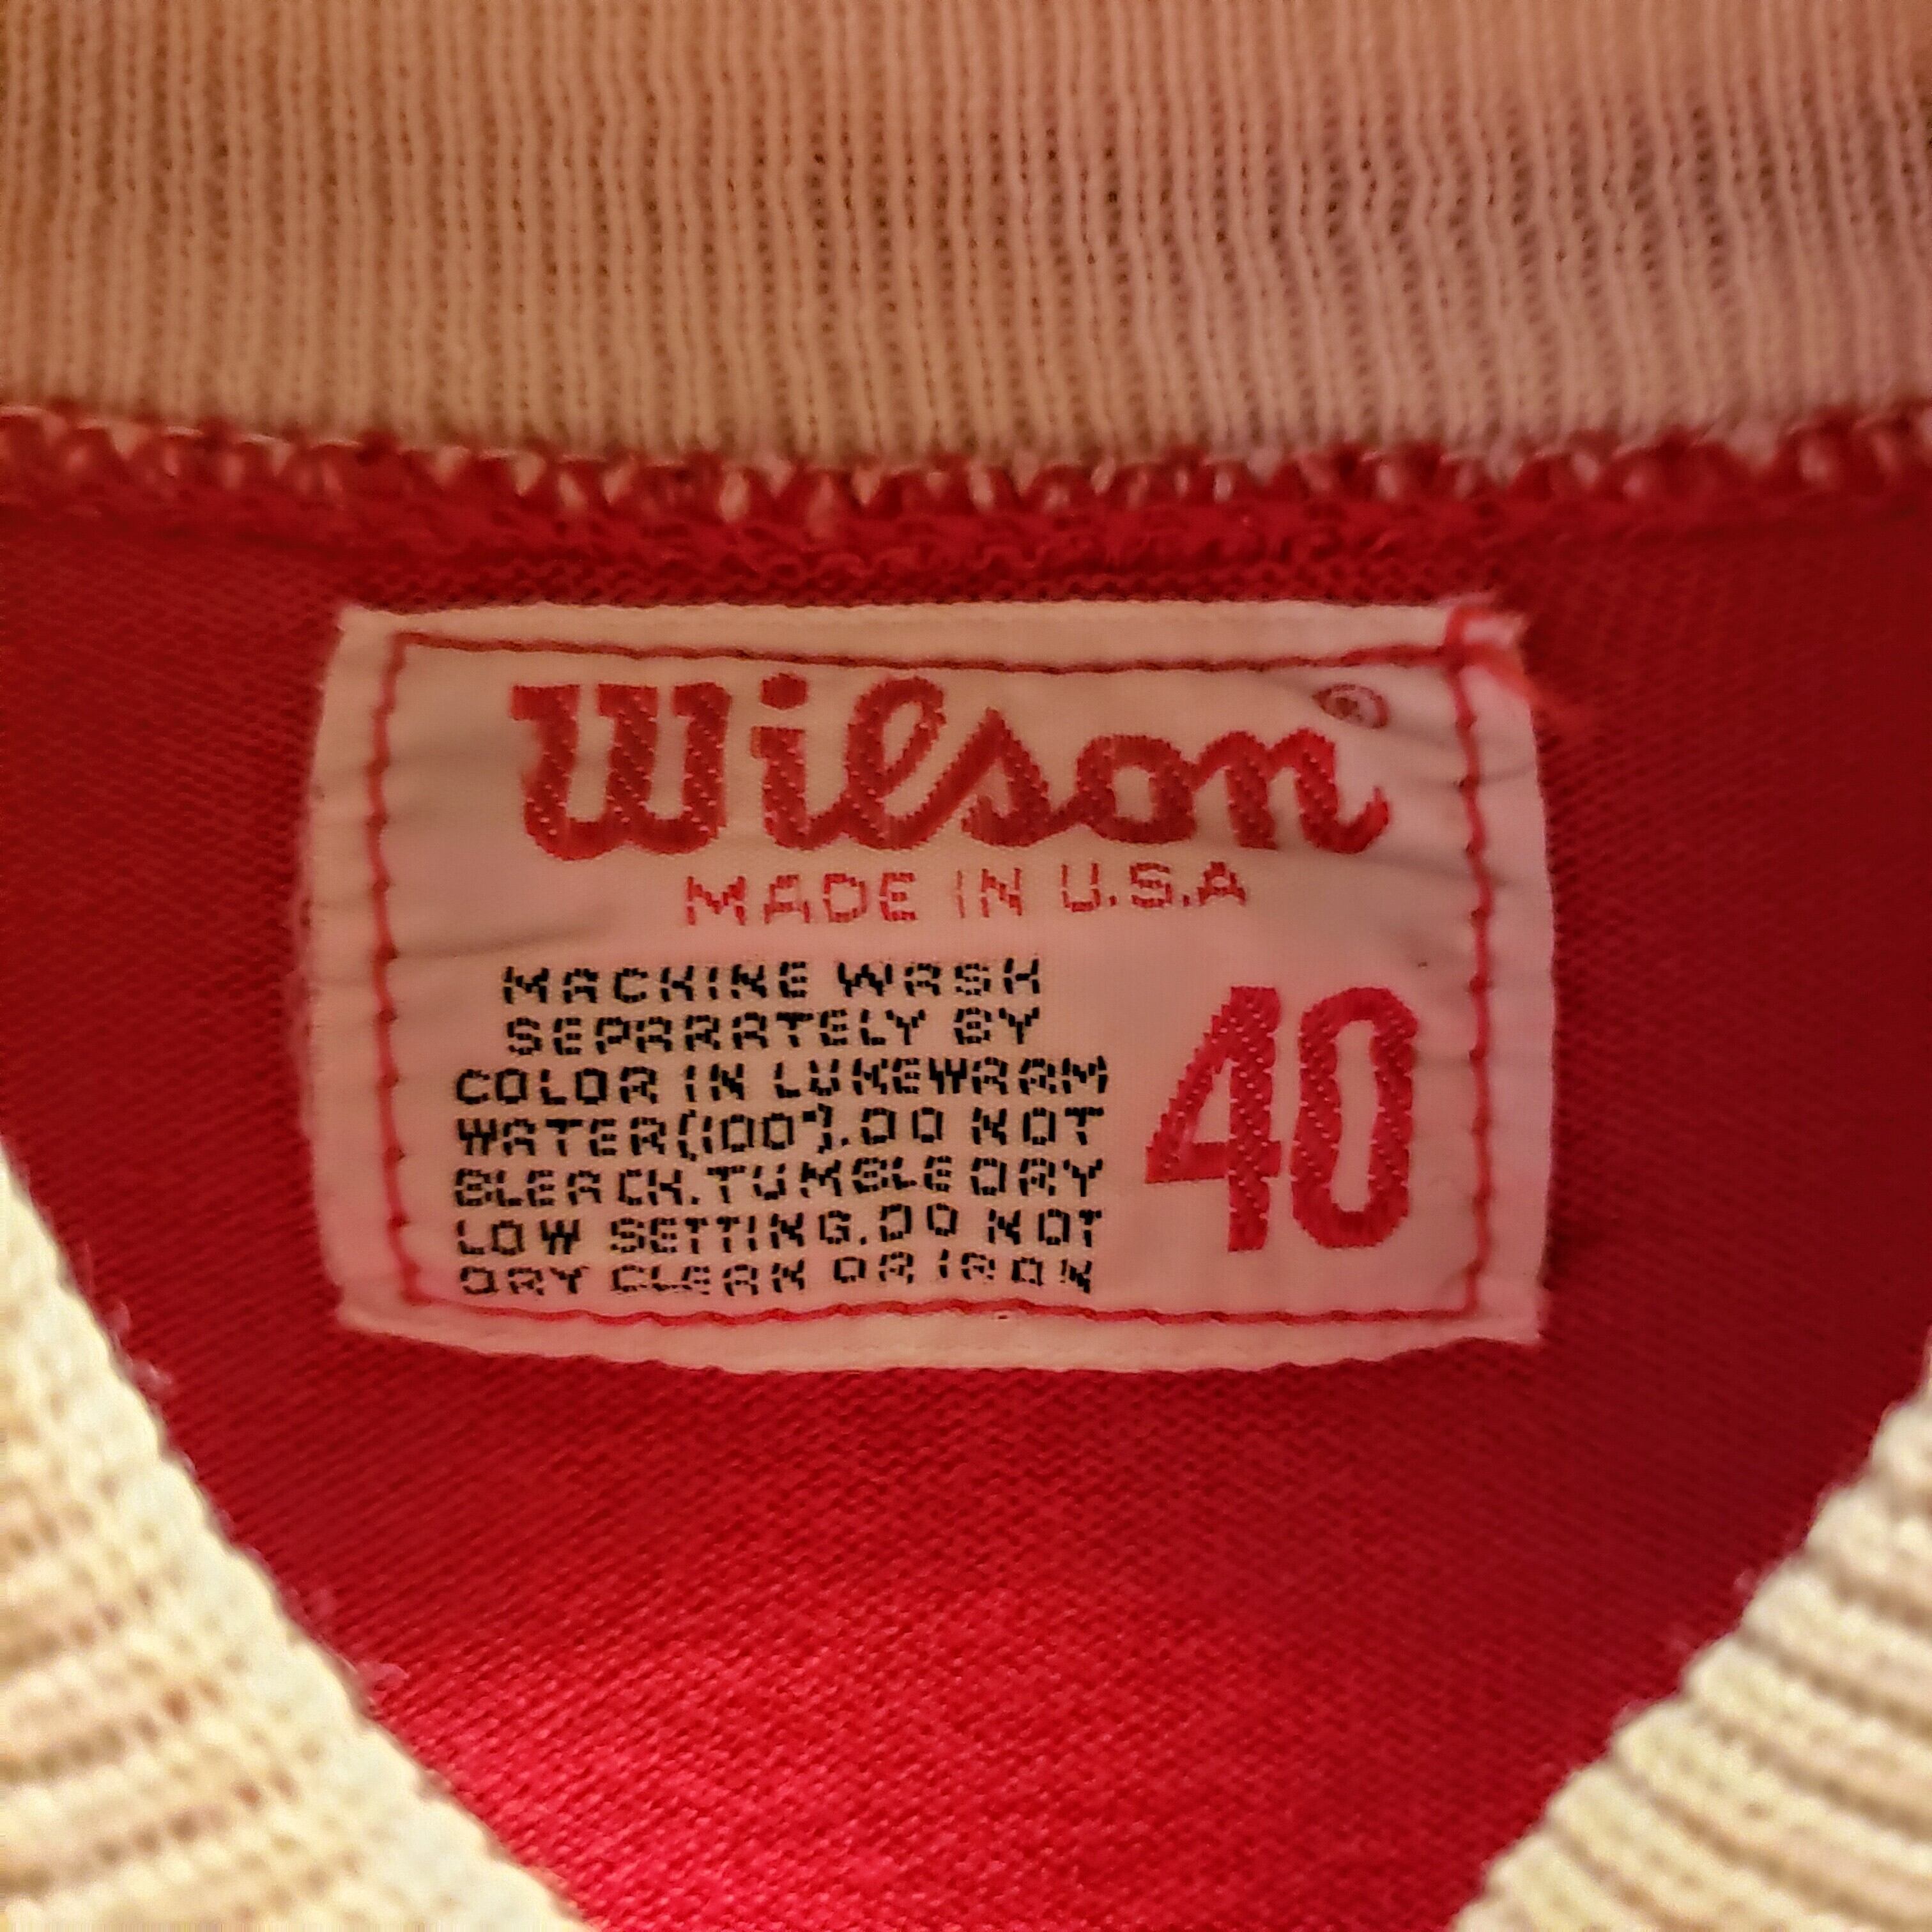 Wilson®
MADE IN U.S.A
MACHINE WASH
SEPARATELY BY
COLOR IN LUKEWARM
WATER(100°).DO NOT
BLEACH.TUMBLE DRY
LOW SETTING.DO NOT
DRY CLEAN OR IRON
40